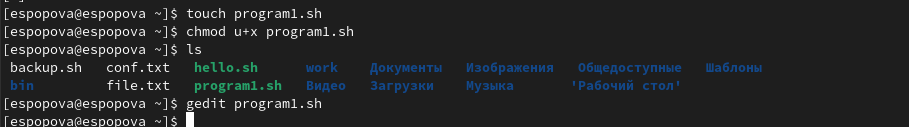 [espopova@espopova ~]$ touch program1.sh
[espopova@espopova ~]$ chmod u+x program1.sh
[espopova@espopova ~]$ ls
backup.sh conf.txt hello.sh work Документы Изображения Общедоступные Шаблоны
bin file.txt program1.sh Видео Загрузки Музыка 'Рабочий стол'
[espopova@espopova ~]$ gedit program1.sh
[espopova@espopova ~]$